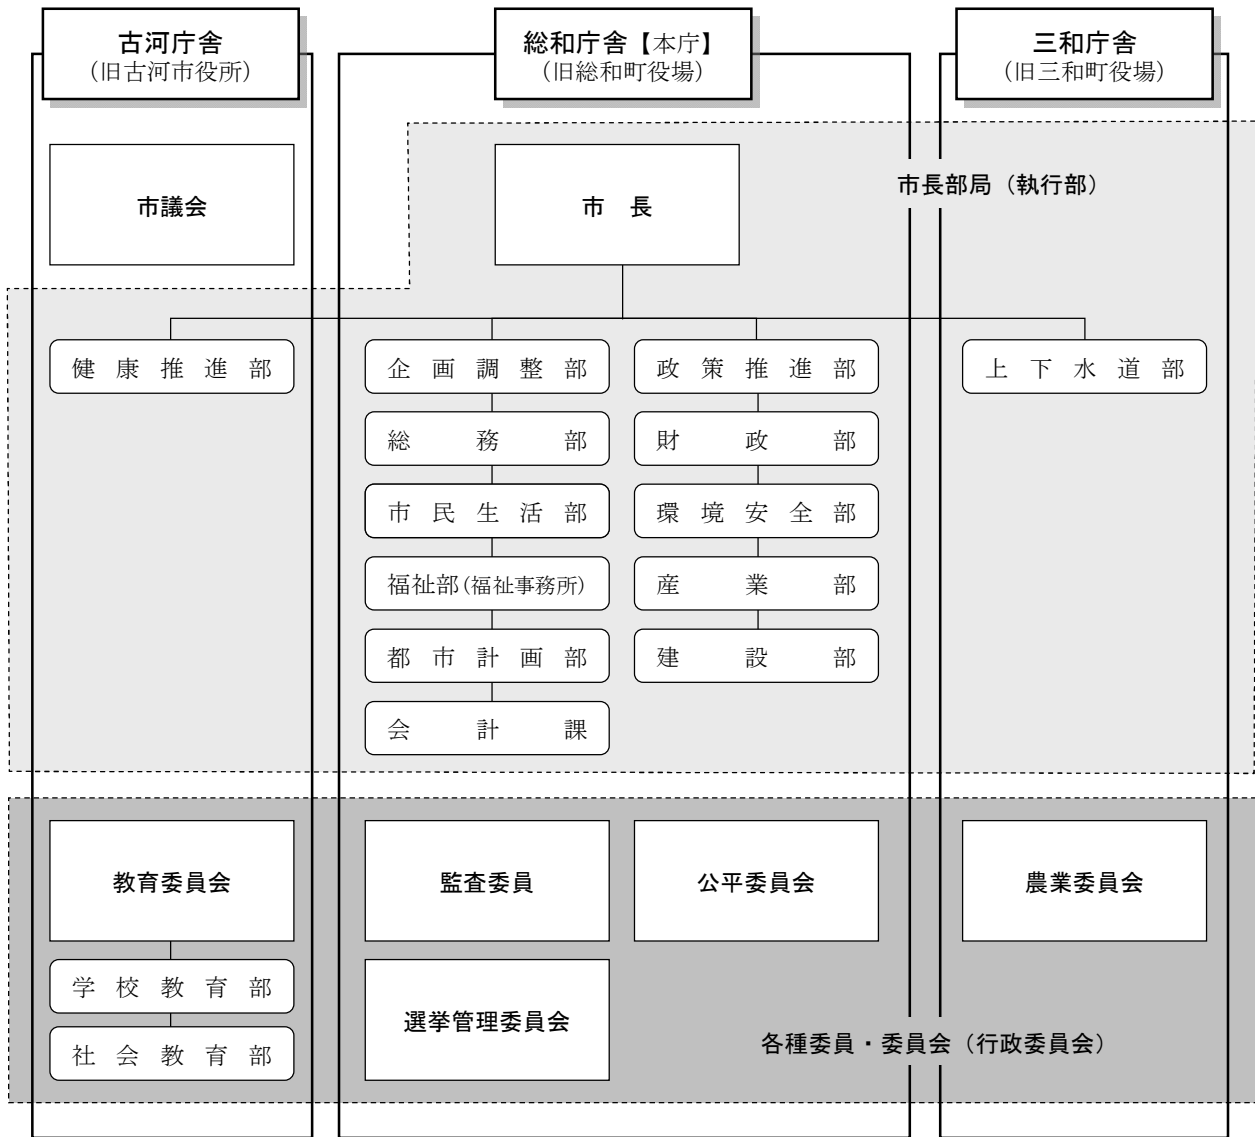 古河庁舎
（旧古河市役所）
総和庁舎【本庁】
（旧総和町役場）
三和庁舎
（旧三和町役場）
市議会
市　長
市長部局（執行部）
健康推進部
企画調整部
政策推進部
上下水道部
総務部
財政部
市民生活部
環境安全部
福祉部(福祉事務所)
産業部
都市計画部
建設部
会計課
教育委員会
監査委員
公平委員会
農業委員会
学校教育部
選挙管理委員会
社会教育部
各種委員・委員会（行政委員会）